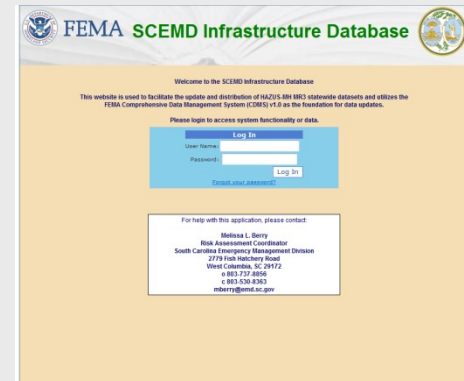 FEMA SCEMD Infrastructure Database
Welcome to the SCEMD Infrastructure Database
This website is used to facilitate the update and distribution of HAZUS-MH MR3 statewide datasets and utilizes the
FEMA Comprehensive Data Management System (CDMS) v1.0 as the foundation for data updates.
Please login to access system functionality or data.
Log In
User Name:
Password:
Log In
Forgot your password?
For help with this application, please contact:
Melissa L. Berry
Risk Assessment Coordinator
South Carolina Emergency Management Division
2779 Fish Hatchery Road
West Columbia, SC 29172
o 803-737-8856
c 803-530-8363
mberry@emd.sc.gov